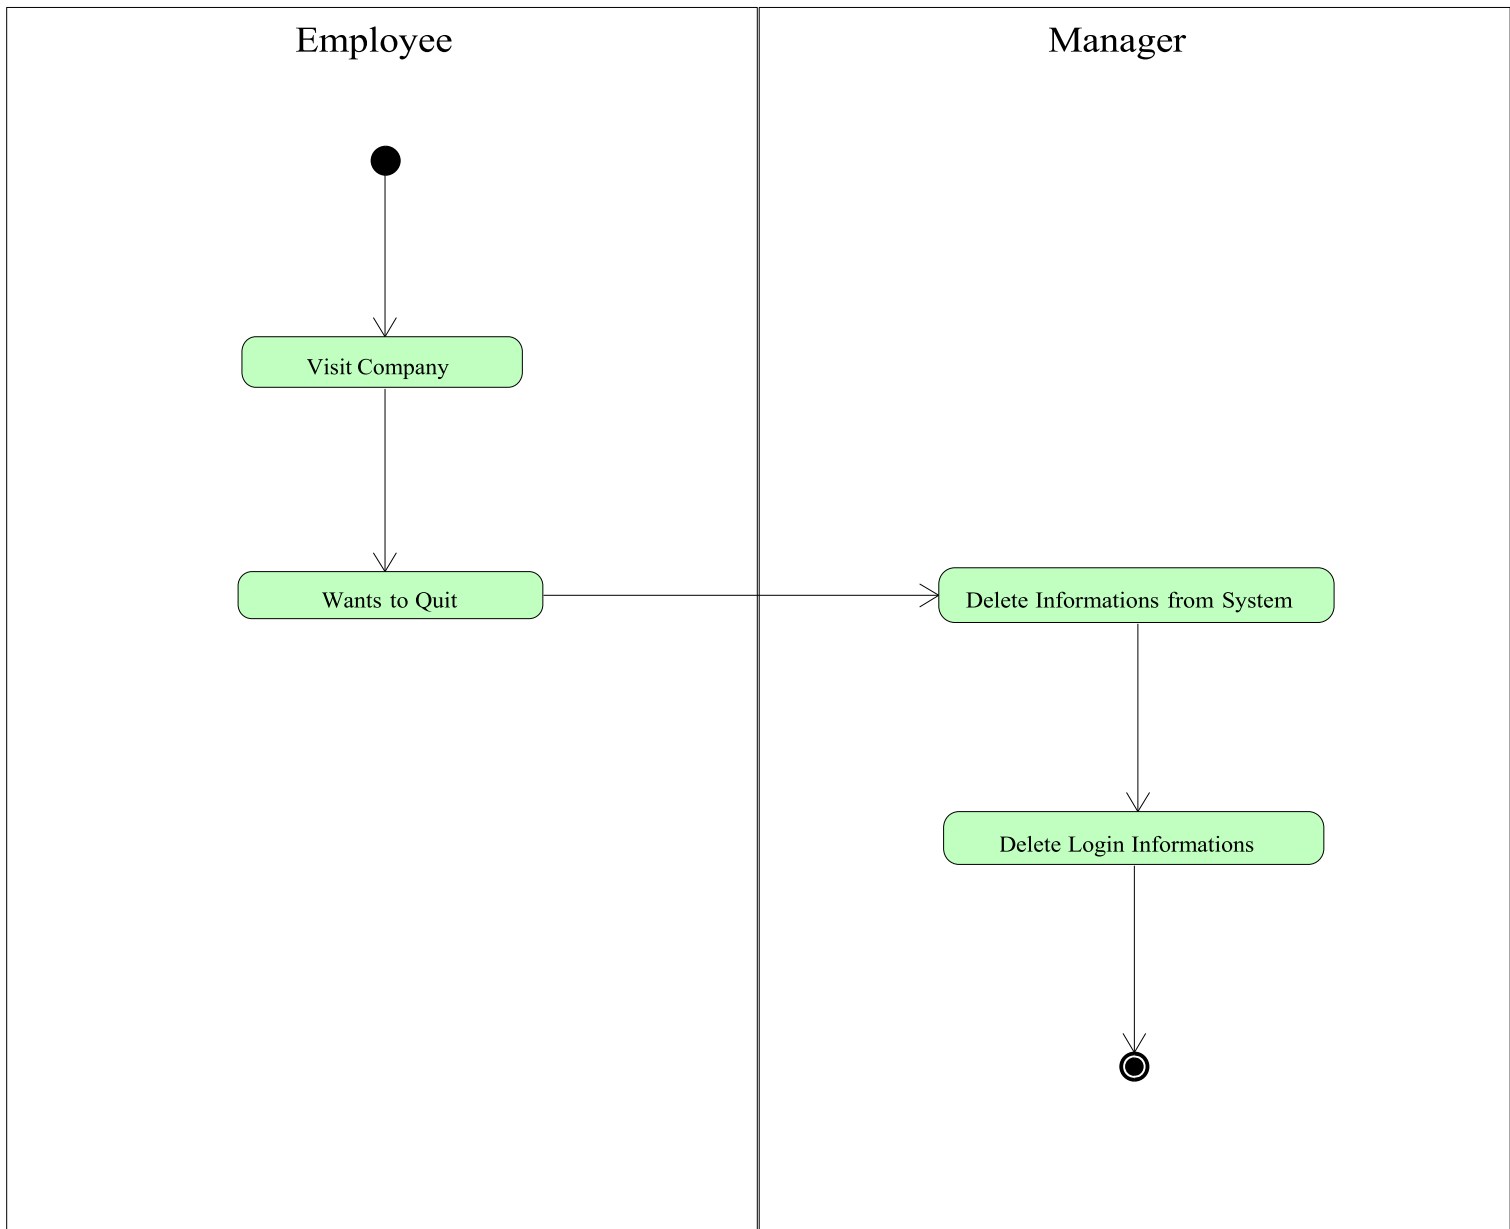 Employee
Manager
Visit Company
Wants to Quit
Delete Informations from System
Delete Login Informations